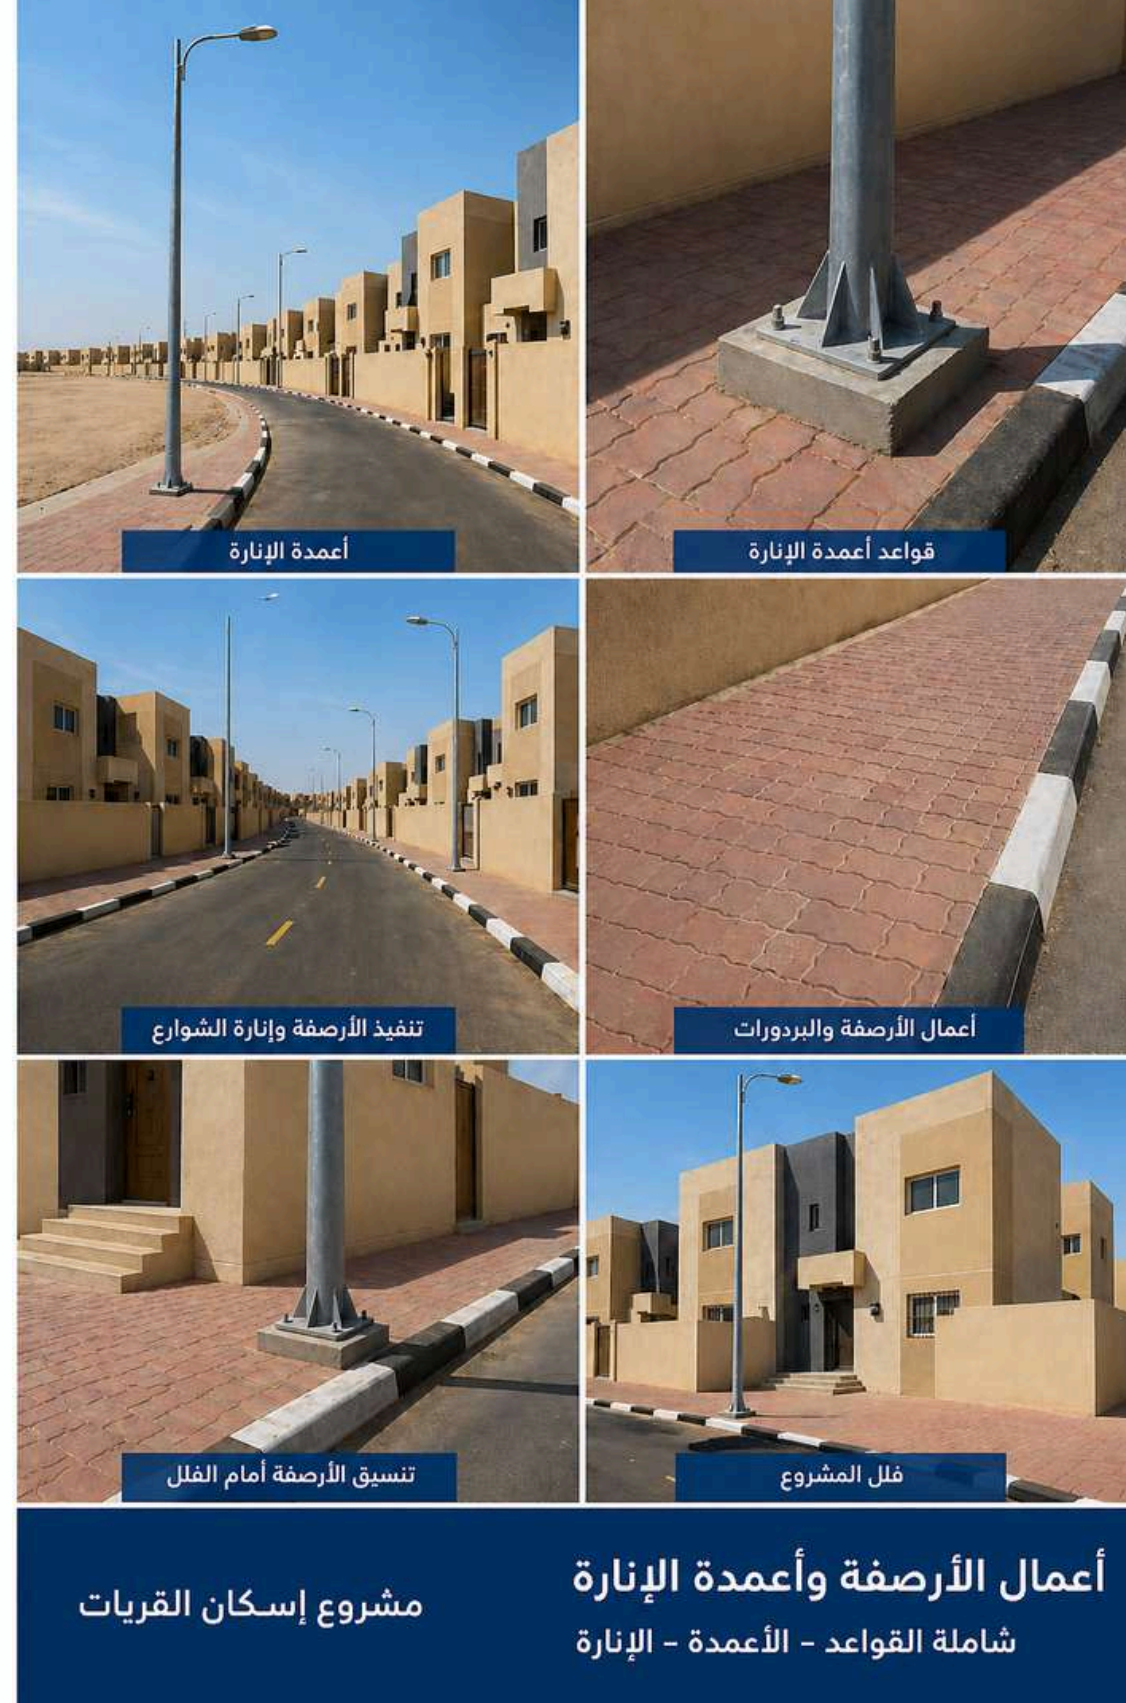 قواعد أعمدة الإنارة
أعمدة الإنارة
أعمال الأرصفة والبردورات
تنفيذ الأرصفة وإنارة الشوارع
فلل المشروع
تنسيق الأرصفة أمام الفلل
أعمال الأرصفة وأعمدة الإنارة
شاملة القواعد – الأعمدة – الإنارة
مشروع إسكان القريات